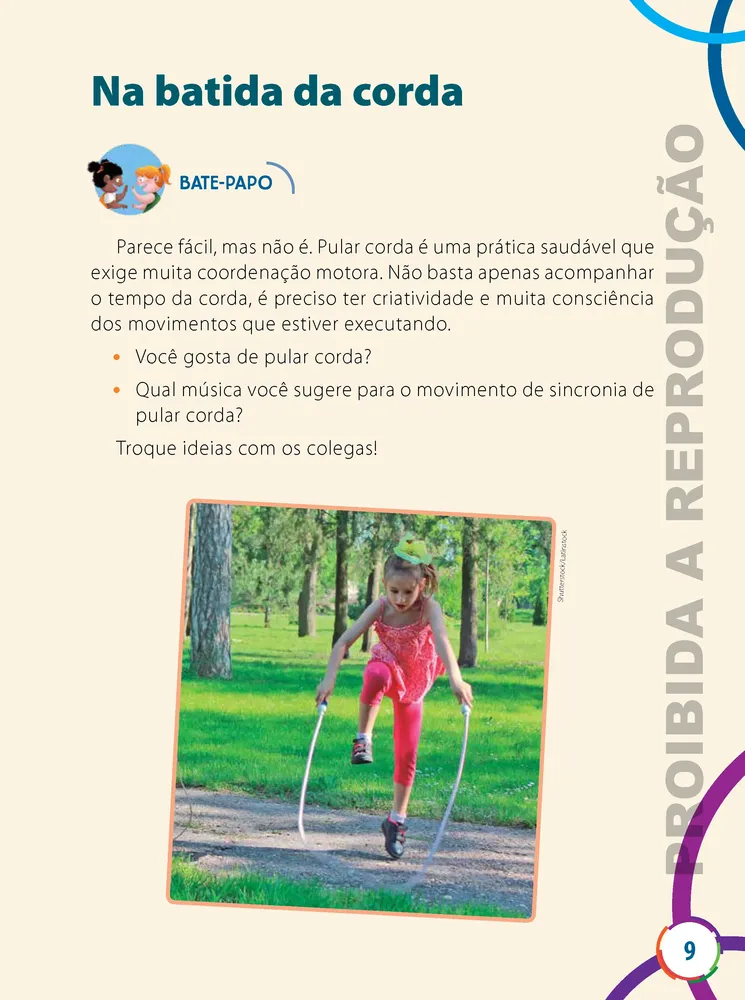 Na batida da corda
BATE-PAPO
Parece fácil, mas não é. Pular corda é uma prática saudável que
exige muita coordenação motora. Não basta apenas acompanhar
o tempo da corda, é preciso ter criatividade e muita consciência
dos movimentos que estiver executando.
• Você gosta de pular corda?
• Qual música você sugere para o movimento de sincronia de
pular corda?
Troque ideias com os colegas!
Shutterstock/Latinstock
PROIBIDA A REPRODUÇÃO
9